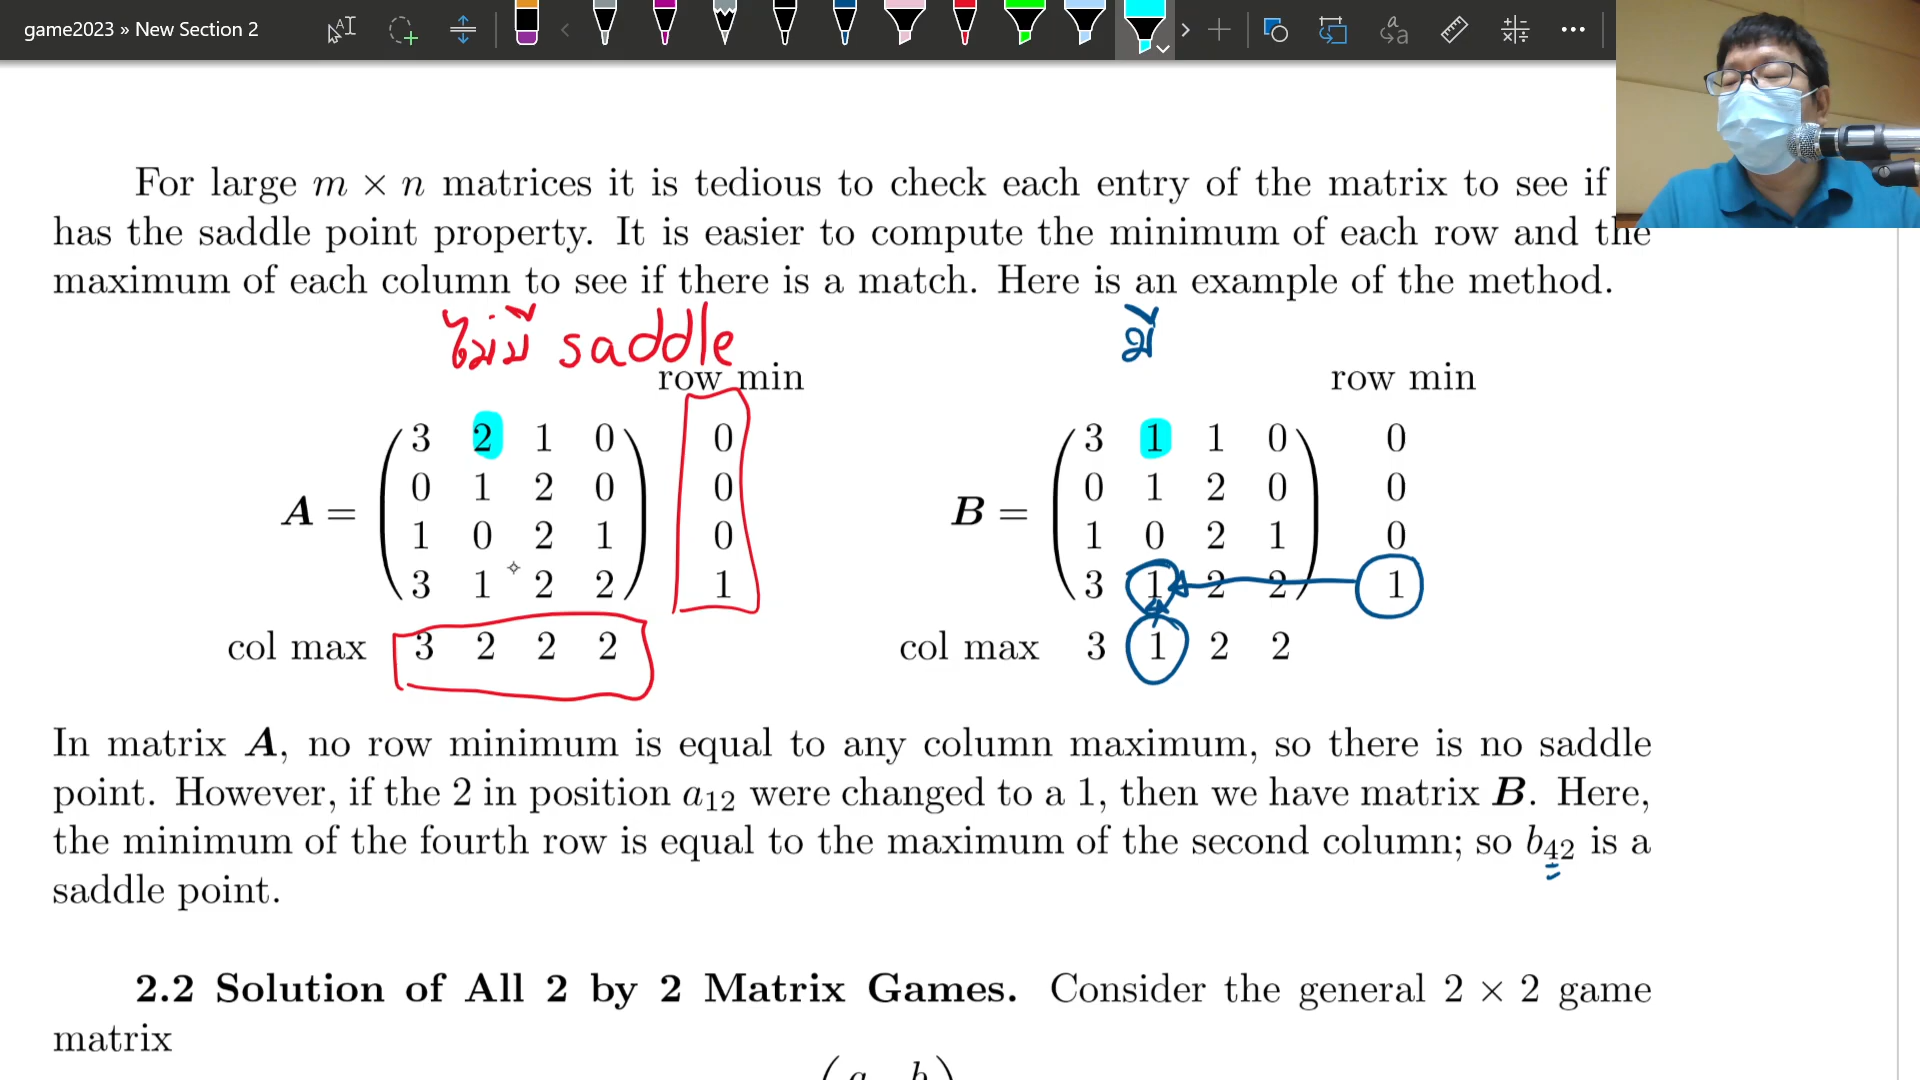 game2023 » New Section 2
For large m × n matrices it is tedious to check each entry of the matrix to see if
has the saddle point property. It is easier to compute the minimum of each row and the
maximum of each column to see if there is a match. Here is an example of the method.
ไม่มี saddle
มี
row min
row min
A =
3 2 1 0 0
0 1 2 0 0
1 0 2 1 0
3 1 2 2 1
col max 3 2 2 2
B =
3 1 1 0 0
0 1 2 0 0
1 0 2 1 0
3 1 2 2 1
col max 3 1 2 2
In matrix A, no row minimum is equal to any column maximum, so there is no saddle
point. However, if the 2 in position a12 were changed to a 1, then we have matrix B. Here,
the minimum of the fourth row is equal to the maximum of the second column; so b42 is a
saddle point.
2.2 Solution of All 2 by 2 Matrix Games. Consider the general 2 × 2 game
matrix
a b